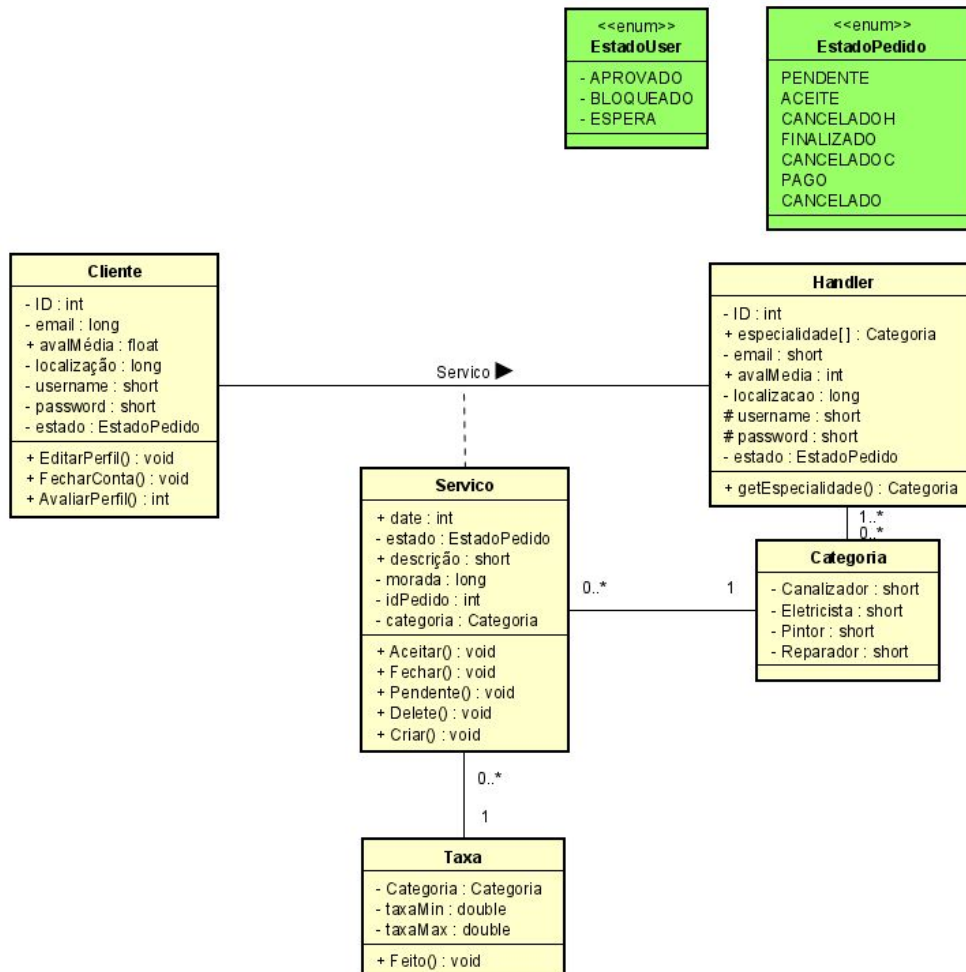 <<enum>>
EstadoUser
- APROVADO
- BLOQUEADO
- ESPERA
<<enum>>
EstadoPedido
PENDENTE
ACEITE
CANCELADOH
FINALIZADO
CANCELADOC
PAGO
CANCELADO
Cliente
- ID : int
- email : long
+ avalMédia : float
- localização : long
- username : short
- password : short
- estado : EstadoPedido
+ EditarPerfil() : void
+ FecharConta() : void
+ AvaliarPerfil() : int
Servico
Handler
- ID : int
+ especialidade[ ] : Categoria
- email : short
+ avalMedia : int
- localizacao : long
# username : short
# password : short
- estado : EstadoPedido
+ getEspecialidade() : Categoria
1..*
0..*
Servico
+ date : int
- estado : EstadoPedido
+ descrição : short
- morada : long
- idPedido : int
- categoria : Categoria
+ Aceitar() : void
+ Fechar() : void
+ Pendente() : void
+ Delete() : void
+ Criar() : void
0..*
1
Categoria
- Canalizador : short
- Eletricista : short
- Pintor : short
- Reparador : short
0..*
1
Taxa
- Categoria : Categoria
- taxaMin : double
- taxaMax : double
+ Feito() : void